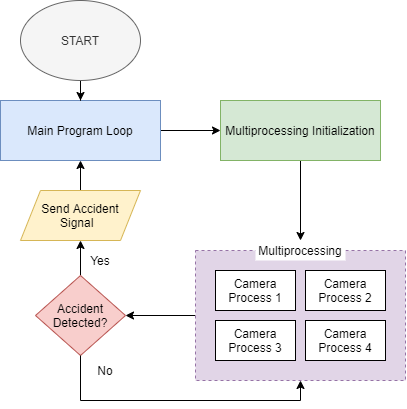 START
Main Program Loop
Multiprocessing Initialization
Send Accident
Signal
Multiprocessing
Yes
Camera
Process 1
Camera
Process 2
Accident
Detected?
Camera
Process 3
Camera
Process 4
No